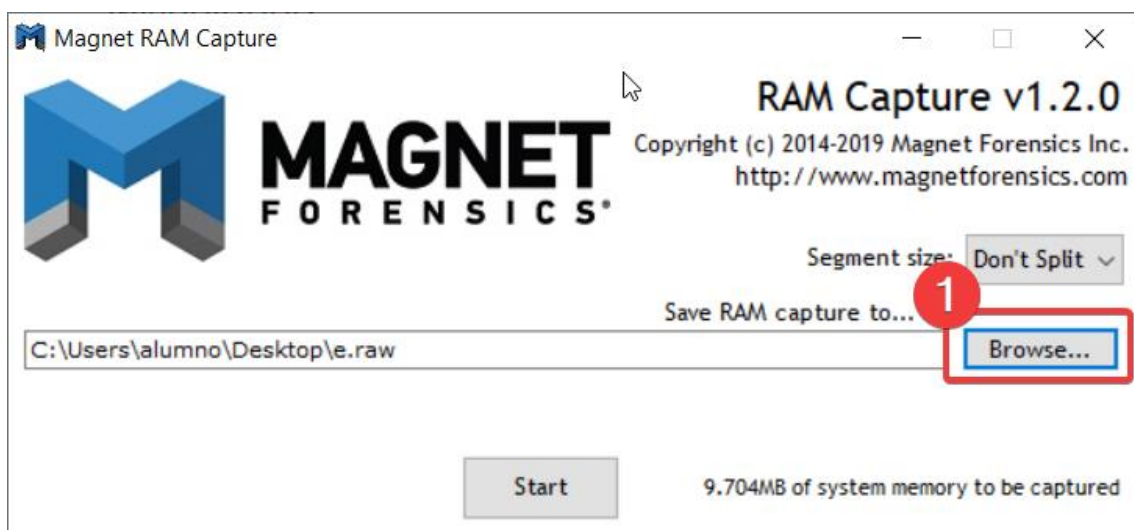 Magnet RAM Capture
RAM Capture v1.2.0
MAGNET
FORENSICS®
Copyright (c) 2014-2019 Magnet Forensics Inc.
http://www.magnetforensics.com
Segment size: Don't Split
1
Save RAM capture to...
C:\Users\alumno\Desktop\e.raw Browse...
Start 9.704MB of system memory to be captured